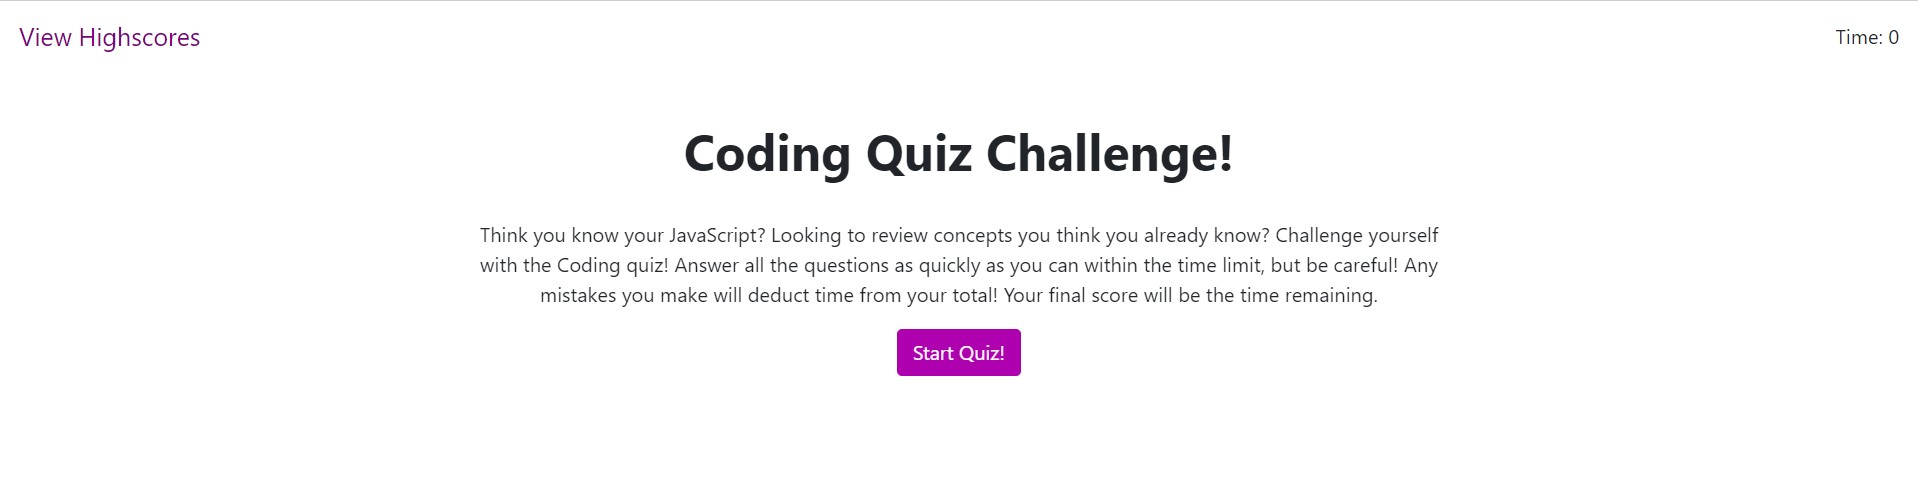 View Highscores
Time: 0
Coding Quiz Challenge!
Think you know your JavaScript? Looking to review concepts you think you already know? Challenge yourself
with the Coding quiz! Answer all the questions as quickly as you can within the time limit, but be careful! Any
mistakes you make will deduct time from your total! Your final score will be the time remaining.
Start Quiz!